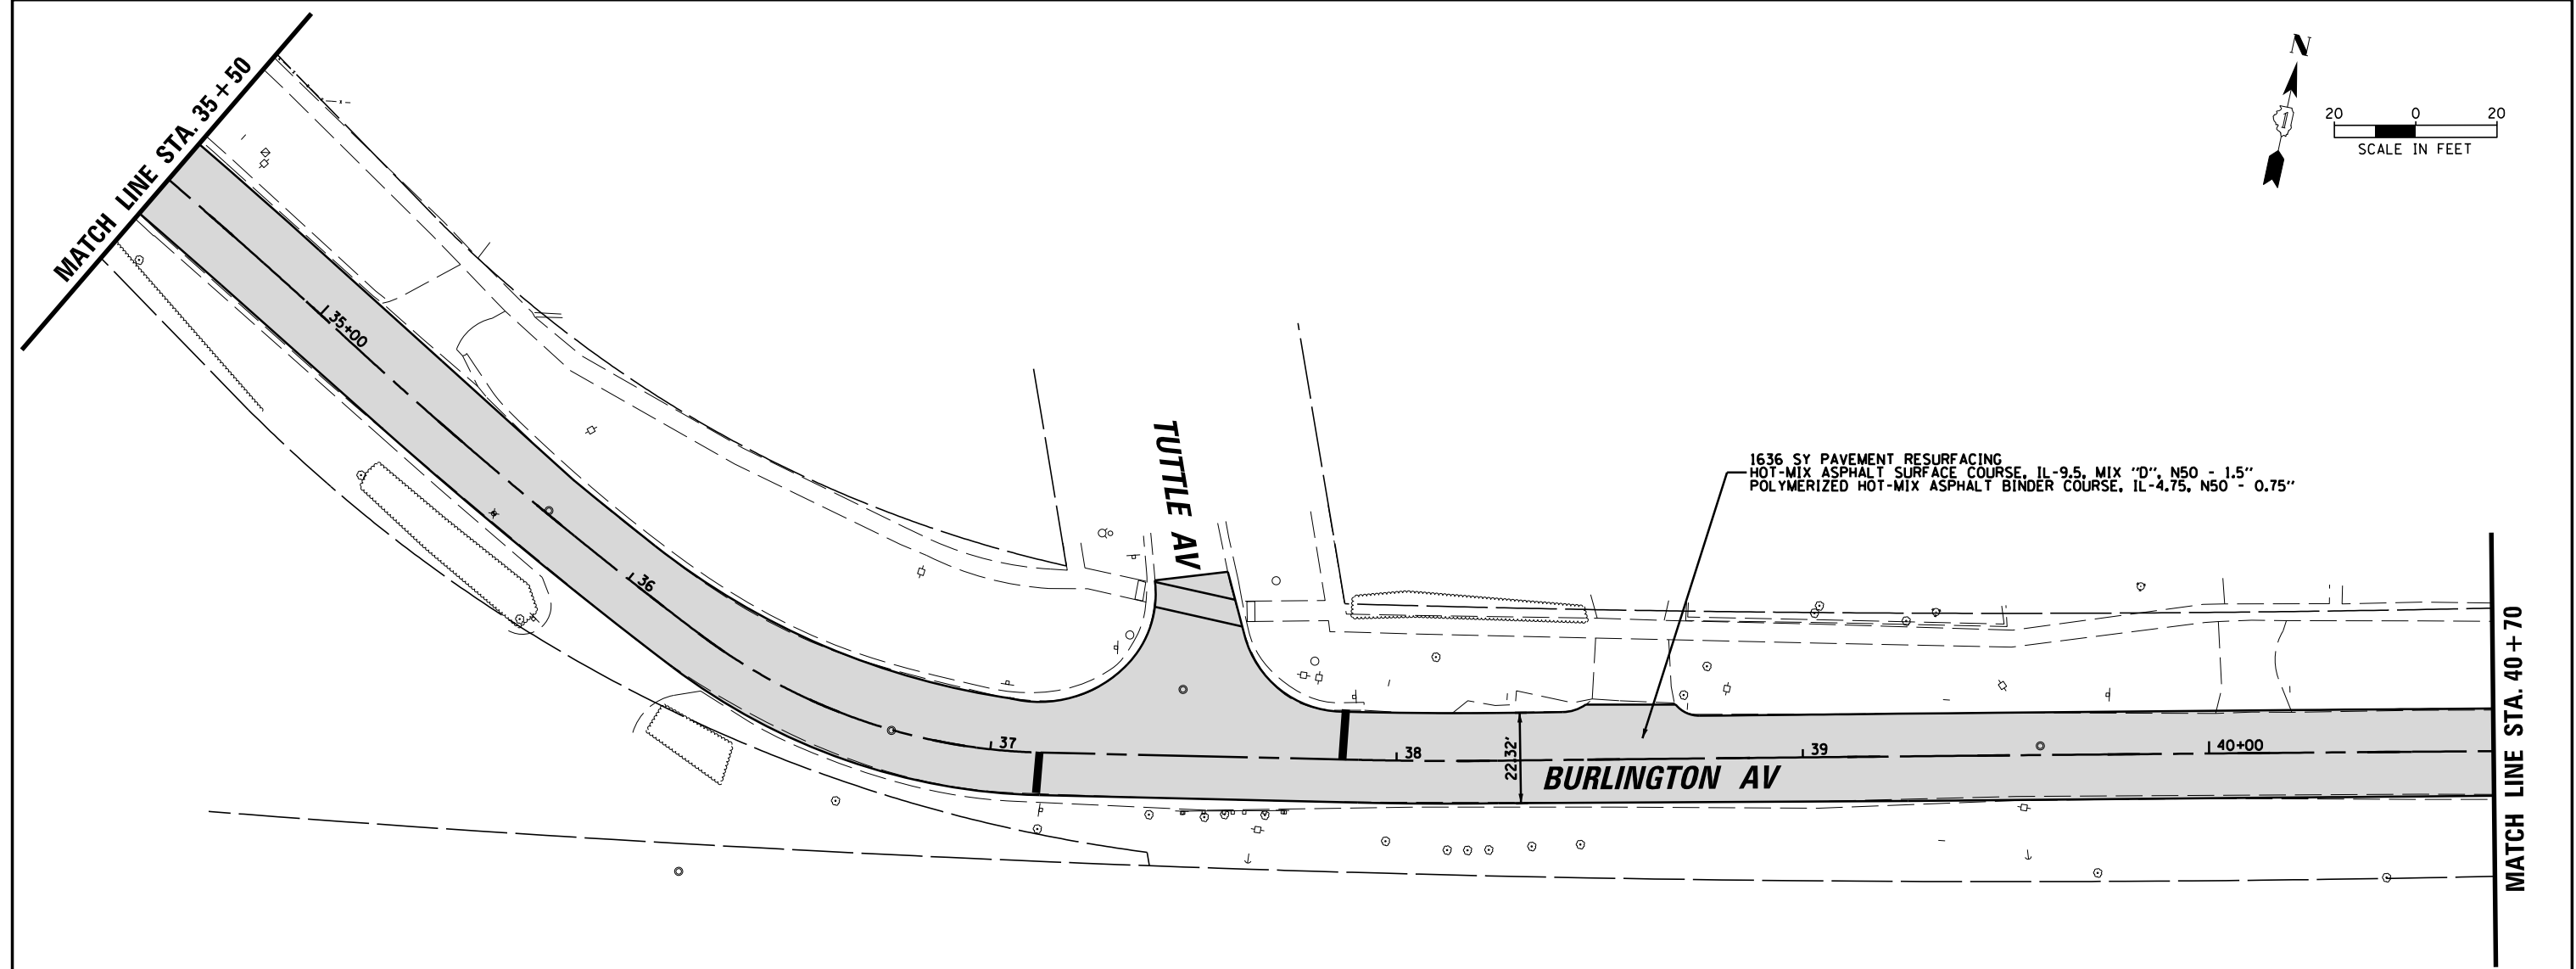 MATCH LINE STA. 35+50
N
1
20 0 20
SCALE IN FEET
35+00
TUTTLE AV
1636 SY PAVEMENT RESURFACING
HOT-MIX ASPHALT SURFACE COURSE, IL-9.5, MIX "D", N50 - 1.5"
POLYMERIZED HOT-MIX ASPHALT BINDER COURSE, IL-4.75, N50 - 0.75"
36
37
38
22.32'
39
40+00
BURLINGTON AV
MATCH LINE STA. 40+70